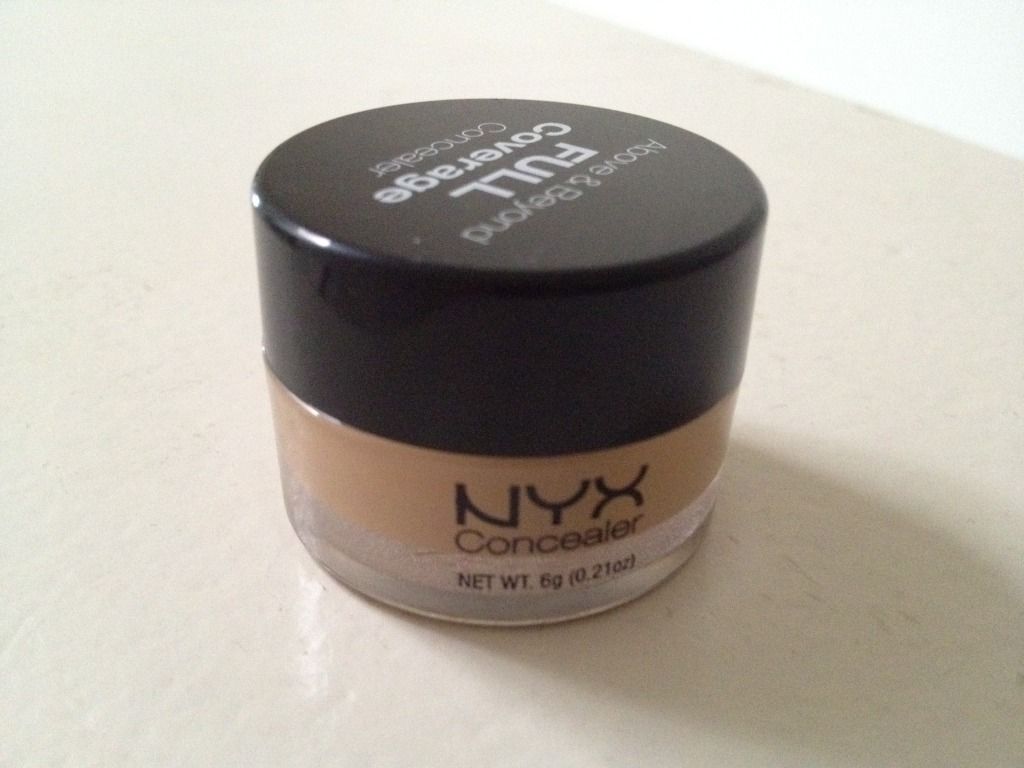 Above & Beyond
FULL
Coverage
Concealer
NYX
Concealer
NET WT. 6g (0.21oz)